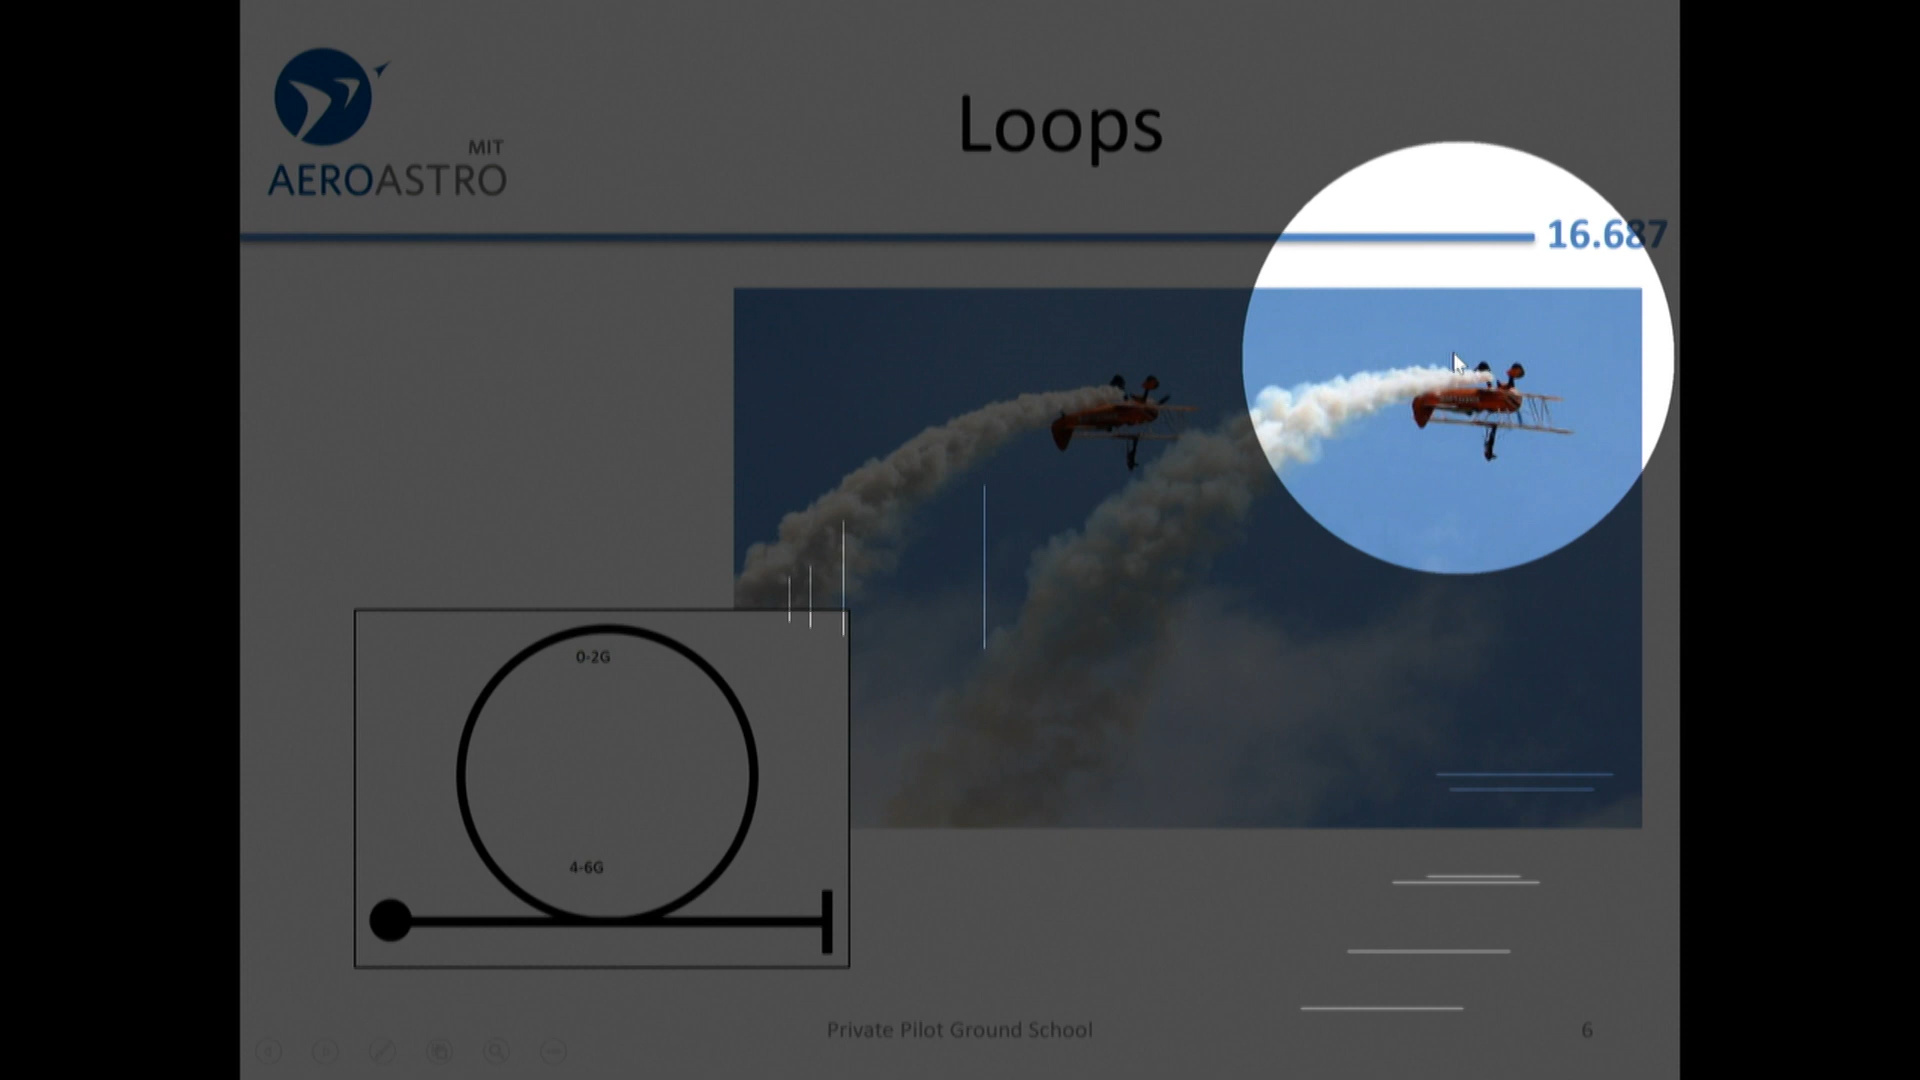 MIT
AEROASTRO
Loops
16.687
0-2G
4-6G
Private Pilot Ground School
6